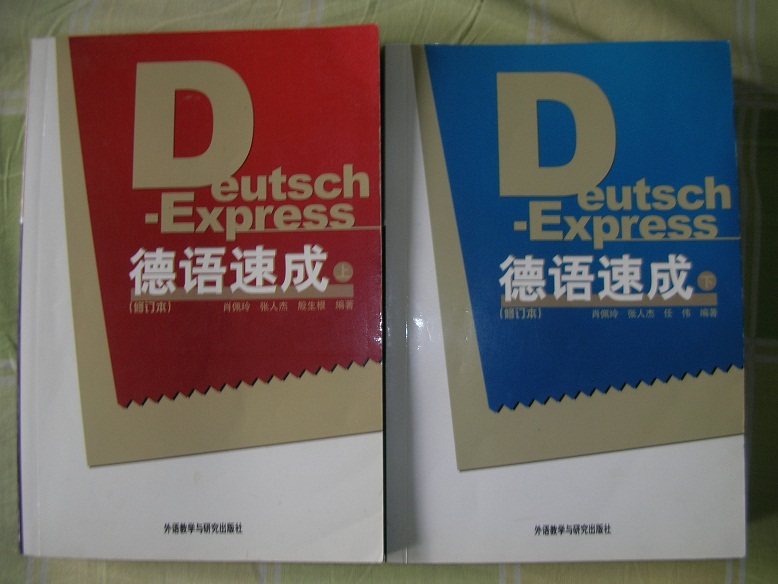 Deutsch
-Express
德语速成 上
(修订本) 肖佩玲 张人杰 殷生根 编著
外语教学与研究出版社
Deutsch
-Express
德语速成 下
(修订本) 肖佩玲 张人杰 任 伟 编著
外语教学与研究出版社